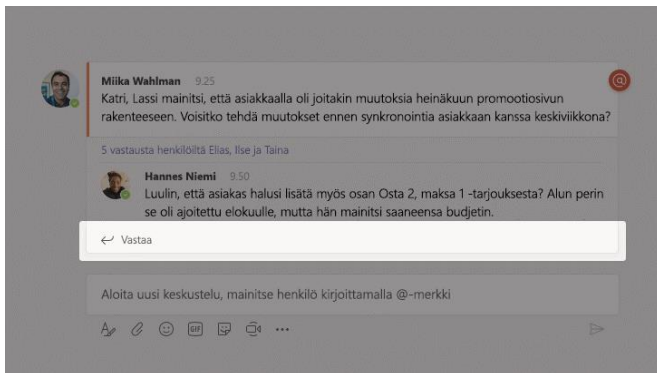 Miika Wahlman 9.25
Katri, Lassi mainitsi, että asiakkaalla oli joitakin muutoksia heinäkuun promootiosivun
rakenteeseen. Voisitko tehdä muutokset ennen synkronointia asiakkaan kanssa keskiviikkona?
5 vastausta henkilöiltä Elias, Ilse ja Taina
Hannes Niemi 9.50
Luulin, että asiakas halusi lisätä myös osan Osta 2, maksa 1 -tarjouksesta? Alun perin
se oli ajoitettu elokuulle, mutta hän mainitsi saaneensa budjetin.
Vastaa
Aloita uusi keskustelu, mainitse henkilö kirjoittamalla @-merkki
GIF